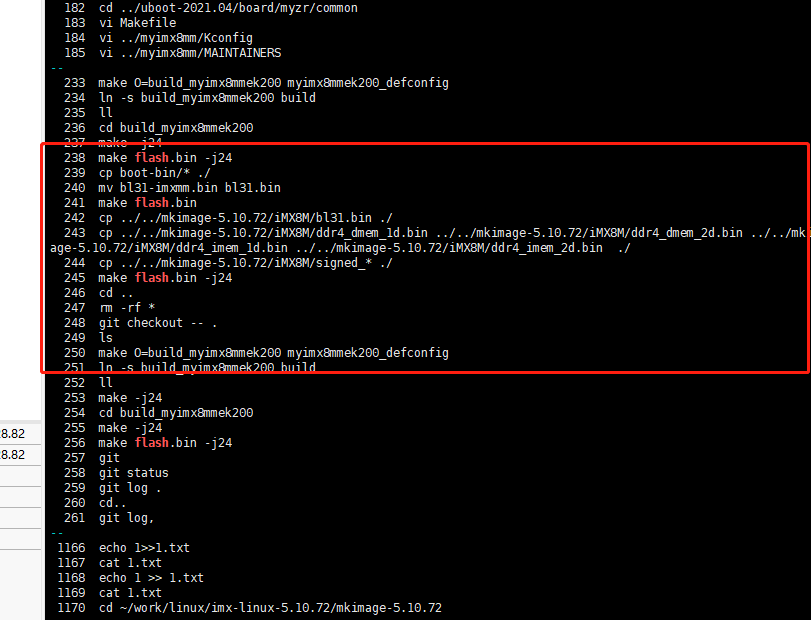 182 cd ../uboot-2021.04/board/myzr/common
183 vi Makefile
184 vi ../myimx8mm/Kconfig
185 vi ../myimx8mm/MAINTAINERS
--
233 make O=build_myimx8mmek200 myimx8mmek200_defconfig
234 ln -s build_myimx8mmek200 build
235 ll
236 cd build_myimx8mmek200
237 make -j24
238 make flash.bin -j24
239 cp boot-bin/* ./
240 mv bl31-imxmm.bin bl31.bin
241 make flash.bin
242 cp ../../mkimage-5.10.72/iMX8M/bl31.bin ./
243 cp ../../mkimage-5.10.72/iMX8M/ddr4_dmem_1d.bin ../../mkimage-5.10.72/iMX8M/ddr4_dmem_2d.bin ../../mki
age-5.10.72/iMX8M/ddr4_imem_1d.bin ../../mkimage-5.10.72/iMX8M/ddr4_imem_2d.bin ./
244 cp ../../mkimage-5.10.72/iMX8M/signed_* ./
245 make flash.bin -j24
246 cd ..
247 rm -rf *
248 git checkout -- .
249 ls
250 make O=build_myimx8mmek200 myimx8mmek200_defconfig
251 ln -s build_myimx8mmek200 build
252 ll
253 make -j24
254 cd build_myimx8mmek200
8.82
255 make -j24
256 make flash.bin -j24
8.82
257 git
258 git status
259 git log .
260 cd..
261 git log,
--
1166 echo 1>>1.txt
1167 cat 1.txt
1168 echo 1 >> 1.txt
1169 cat 1.txt
1170 cd ~/work/linux/imx-linux-5.10.72/mkimage-5.10.72